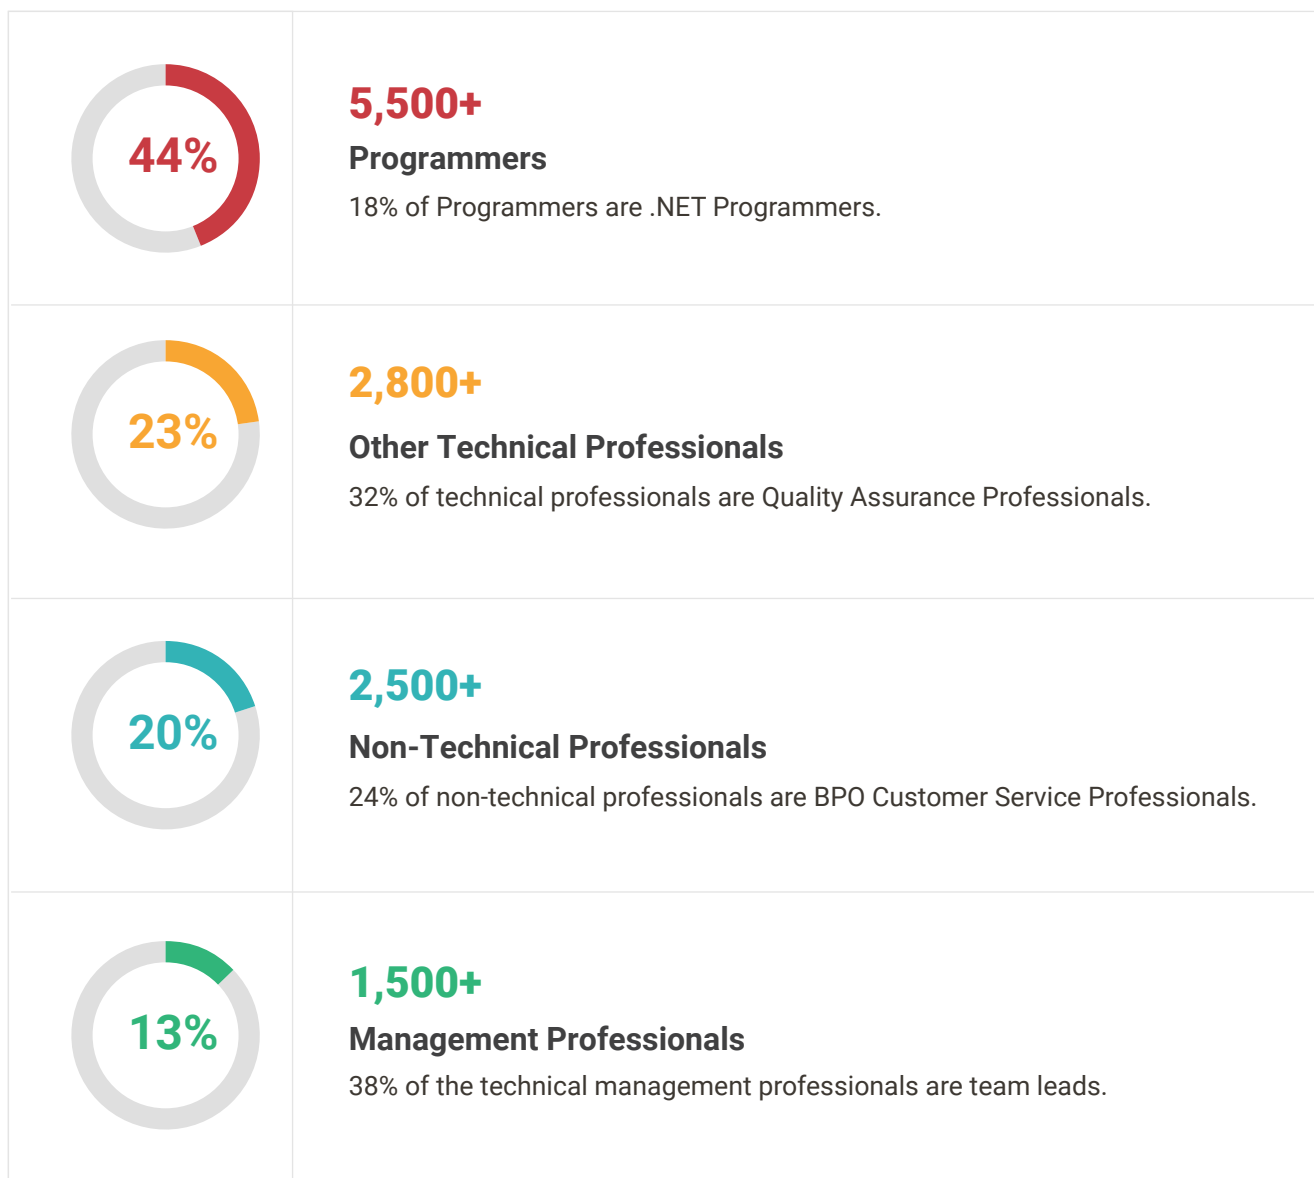 44%
5,500+
Programmers
18% of Programmers are .NET Programmers.
23%
2,800+
Other Technical Professionals
32% of technical professionals are Quality Assurance Professionals.
20%
2,500+
Non-Technical Professionals
24% of non-technical professionals are BPO Customer Service Professionals.
13%
1,500+
Management Professionals
38% of the technical management professionals are team leads.